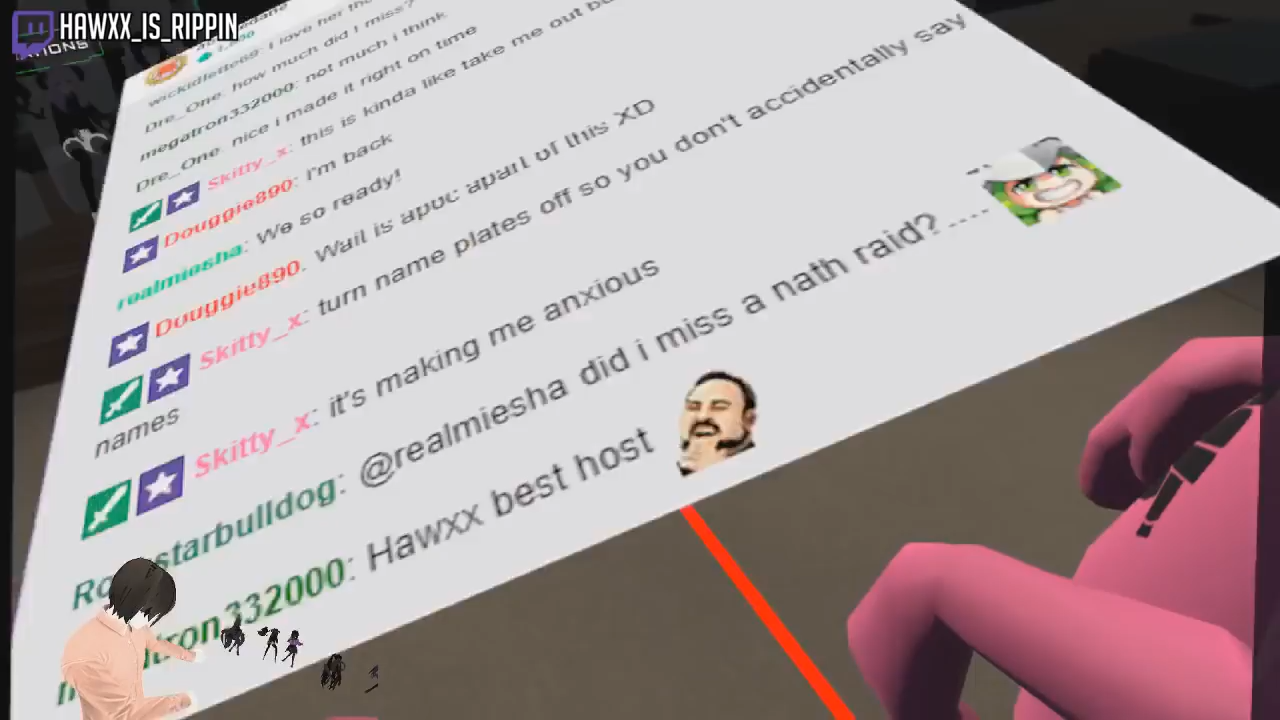 HAWXX_IS_RIPPIN
Dre_One: how much did I miss?
megatron332000: not much i think
Dre_One: nice i made it right on time
Skitty_x: this is kinda like take me out
Douggie890: I'm back
realmiesha: We so ready!
Douggie890: Wait is apart of this XD
Skitty_x: turn name plates off so you don't accidentally say
names
Skitty_x: it's making me anxious
@realmiesha did i miss a nath raid? ....
Hawxx best host